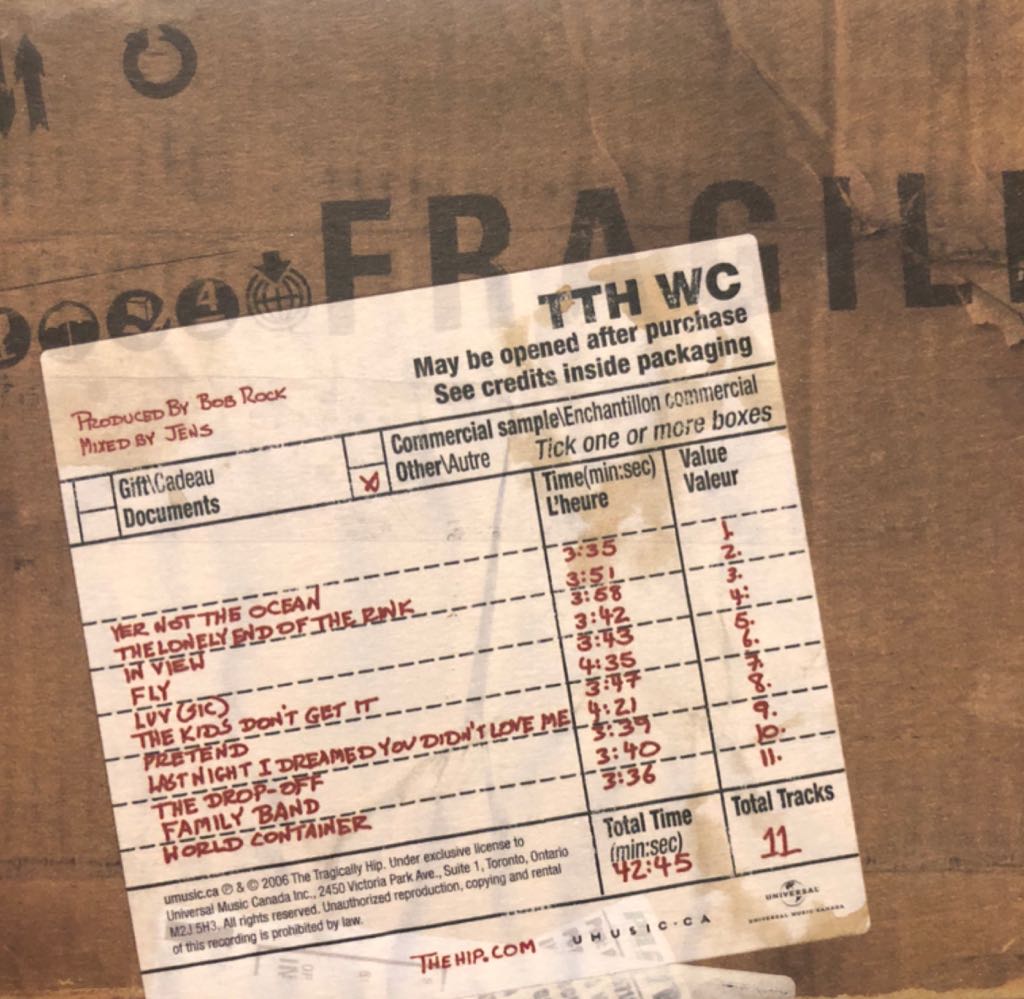 FRAGIL
TTH WC
May be opened after purchase
See credits inside packaging
PRODUCED BY BOB ROCK
MIXED BY JENS
Gift\Cadeau
Documents
Commercial sample\Enchantillon commercial
Other\Autre
Tick one or more boxes
Time(min:sec)
L'heure
Value
Valeur
YER NOT THE OCEAN 3:35 1.
THE LONELY END OF THE RINK 3:51 2.
IN VIEW 3:58 3.
FLY 3:42 4.
LUV (SIC) 3:43 5.
THE KIDS DON'T GET IT 4:35 6.
PRETEND 3:47 7.
LAST NIGHT I DREAMED YOU DIDN'T LOVE ME 4:21 8.
THE DROP-OFF 3:39 9.
FAMILY BAND 3:40 10.
WORLD CONTAINER 3:36 11.
Total Time
(min:sec)
42:45
Total Tracks
11
umusic.ca ℗ & © 2006 The Tragically Hip. Under exclusive license to
Universal Music Canada Inc., 2450 Victoria Park Ave., Suite 1, Toronto, Ontario
M2J 5H3. All rights reserved. Unauthorized reproduction, copying and rental
of this recording is prohibited by law.
THEHIP.COM
UMUSIC·CA
UNIVERSAL
UNIVERSAL MUSIC CANADA